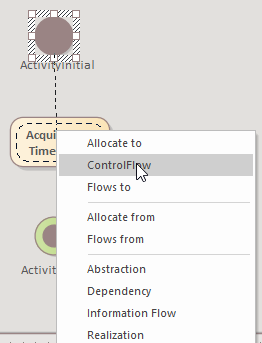 ActivityInitial
Acqui
Time
Allocate to
ControlFlow
Flows to
Allocate from
Flows from
Activit
Abstraction
Dependency
Information Flow
Realization